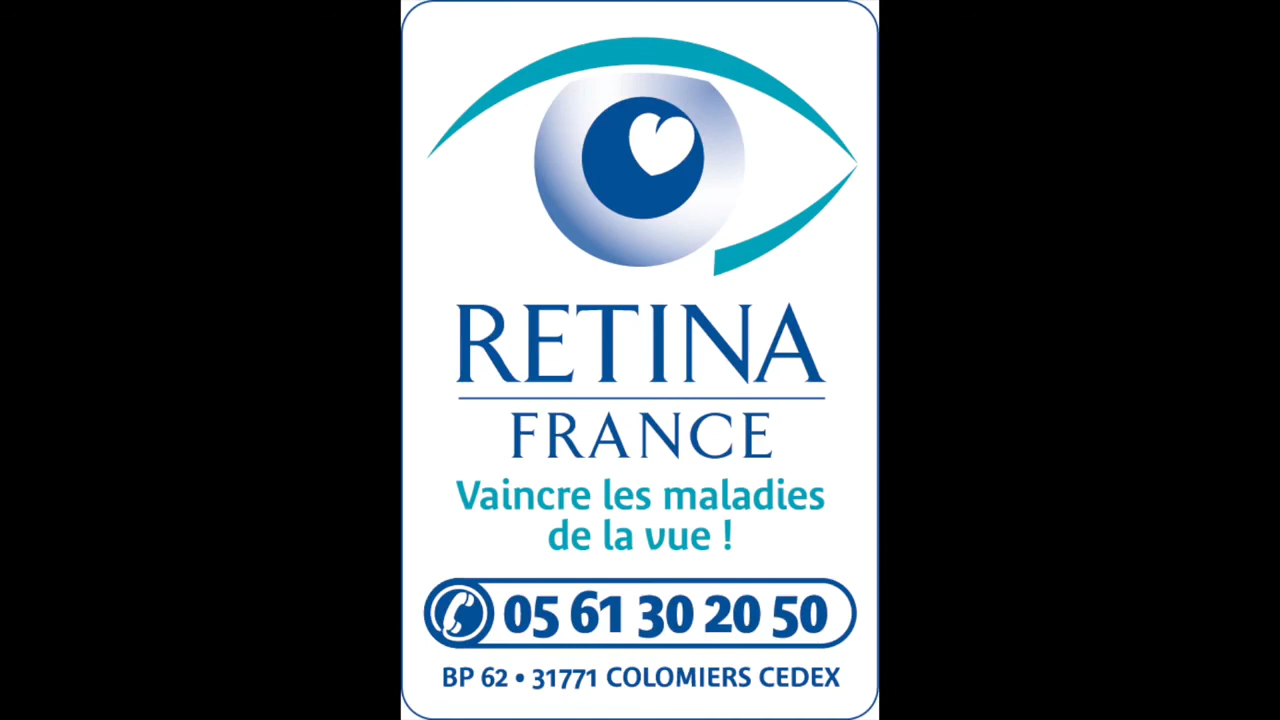 RETINA
FRANCE
Vaincre les maladies
de la vue !
05 61 30 20 50
BP 62 • 31771 COLOMIERS CEDEX